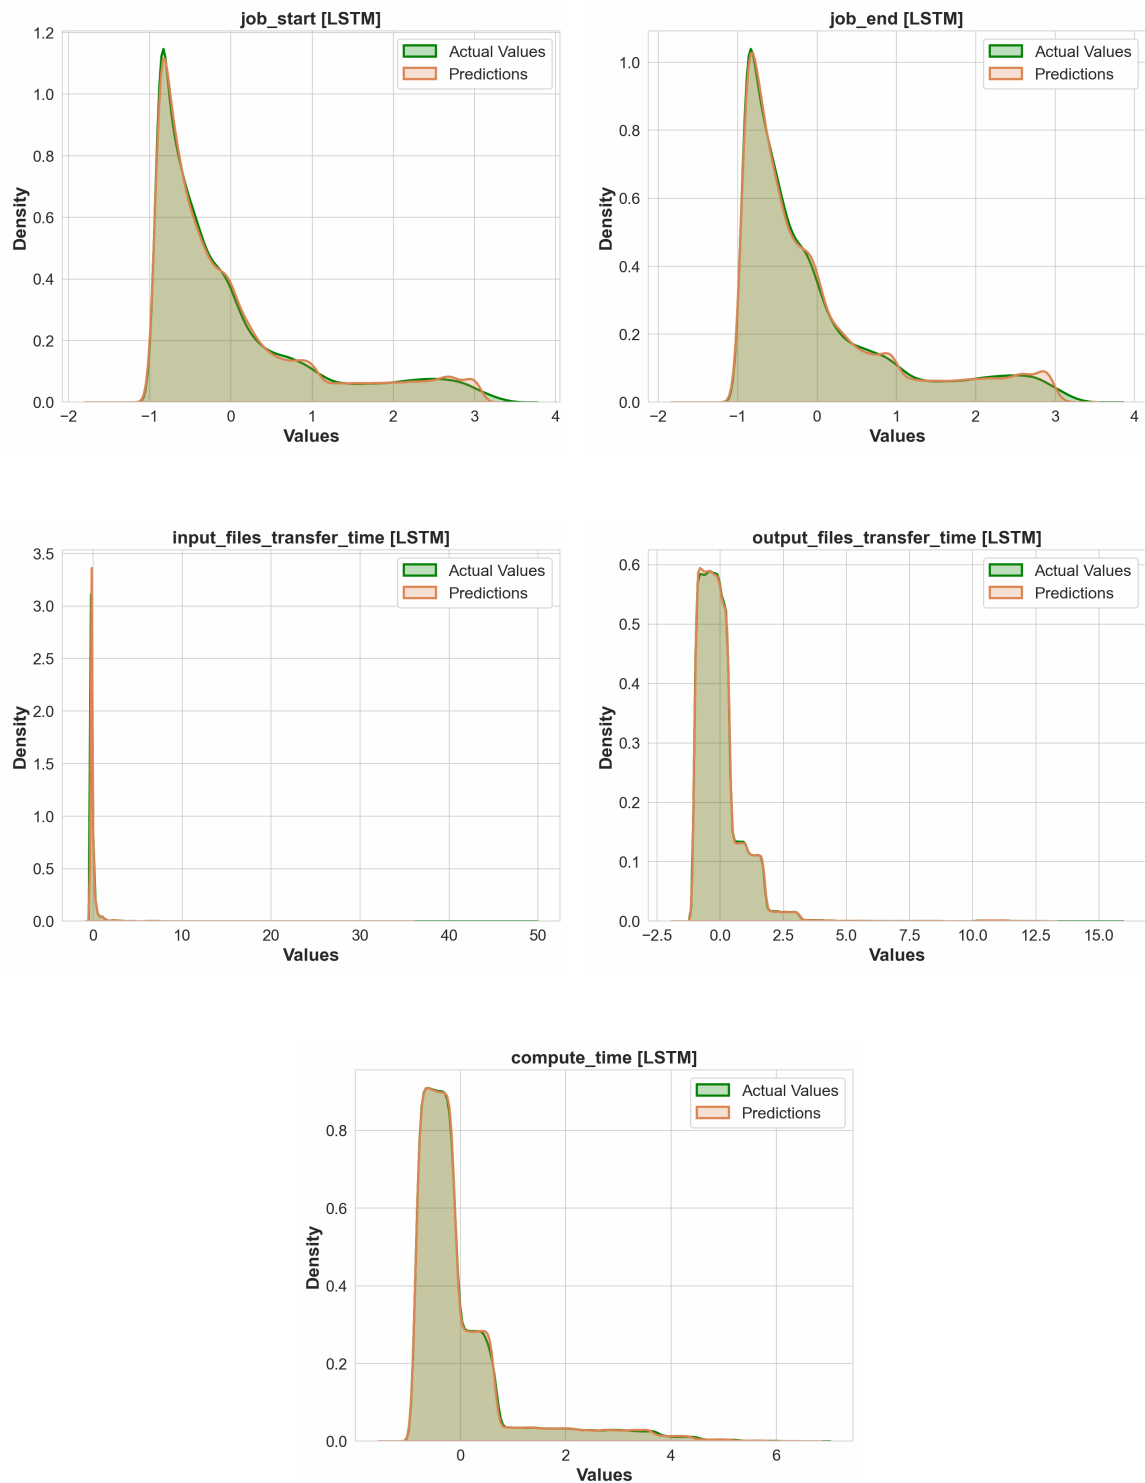 job_start [LSTM]
1.2
1.0
0.8
0.6
0.4
0.2
0.0
Density
−2
−1
0
1
2
3
4
Values
Actual Values
Predictions
job_end [LSTM]
1.0
0.8
0.6
0.4
0.2
0.0
Density
−2
−1
0
1
2
3
4
Values
Actual Values
Predictions
input_files_transfer_time [LSTM]
3.5
3.0
2.5
2.0
1.5
1.0
0.5
0.0
Density
0
10
20
30
40
50
Values
Actual Values
Predictions
output_files_transfer_time [LSTM]
0.6
0.5
0.4
0.3
0.2
0.1
0.0
Density
−2.5
0.0
2.5
5.0
7.5
10.0
12.5
15.0
Values
Actual Values
Predictions
compute_time [LSTM]
0.8
0.6
0.4
0.2
0.0
Density
0
2
4
6
Values
Actual Values
Predictions